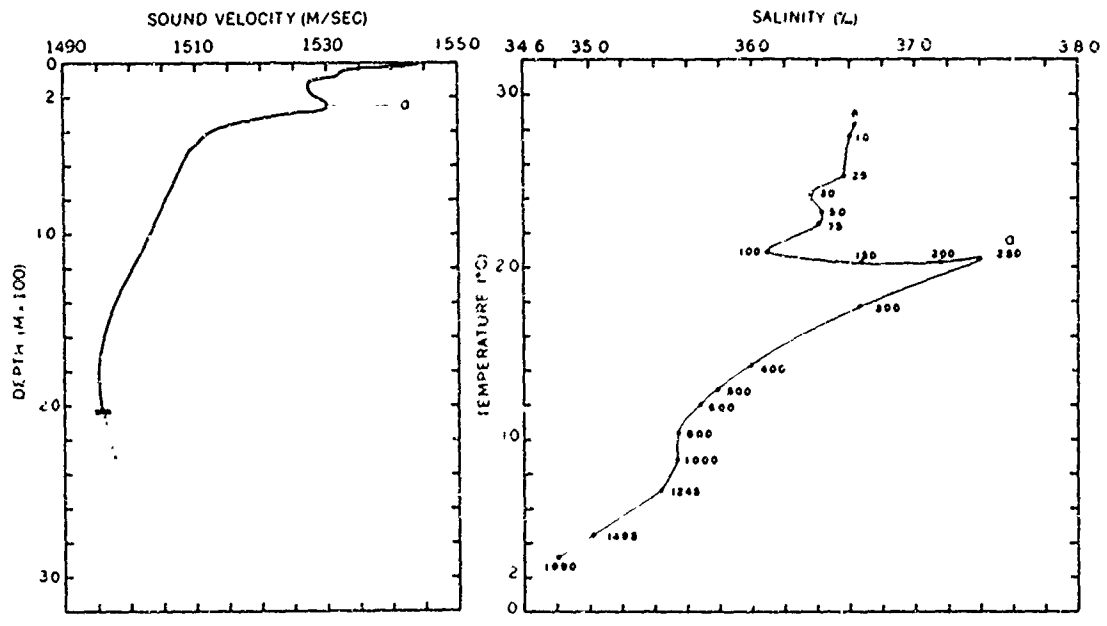 SOUND VELOCITY (M/SEC)
1490 1510 1530 1550
0
2
10
20
30
DEPTH (M x 100)
a
SALINITY (‰)
34 6 35 0 36 0 37 0 38 0
30
20
10
2
0
TEMPERATURE (°C)
10
25
30
50
75
100 150 200 250
a
300
400
500
600
800
1000
1245
1495
1990